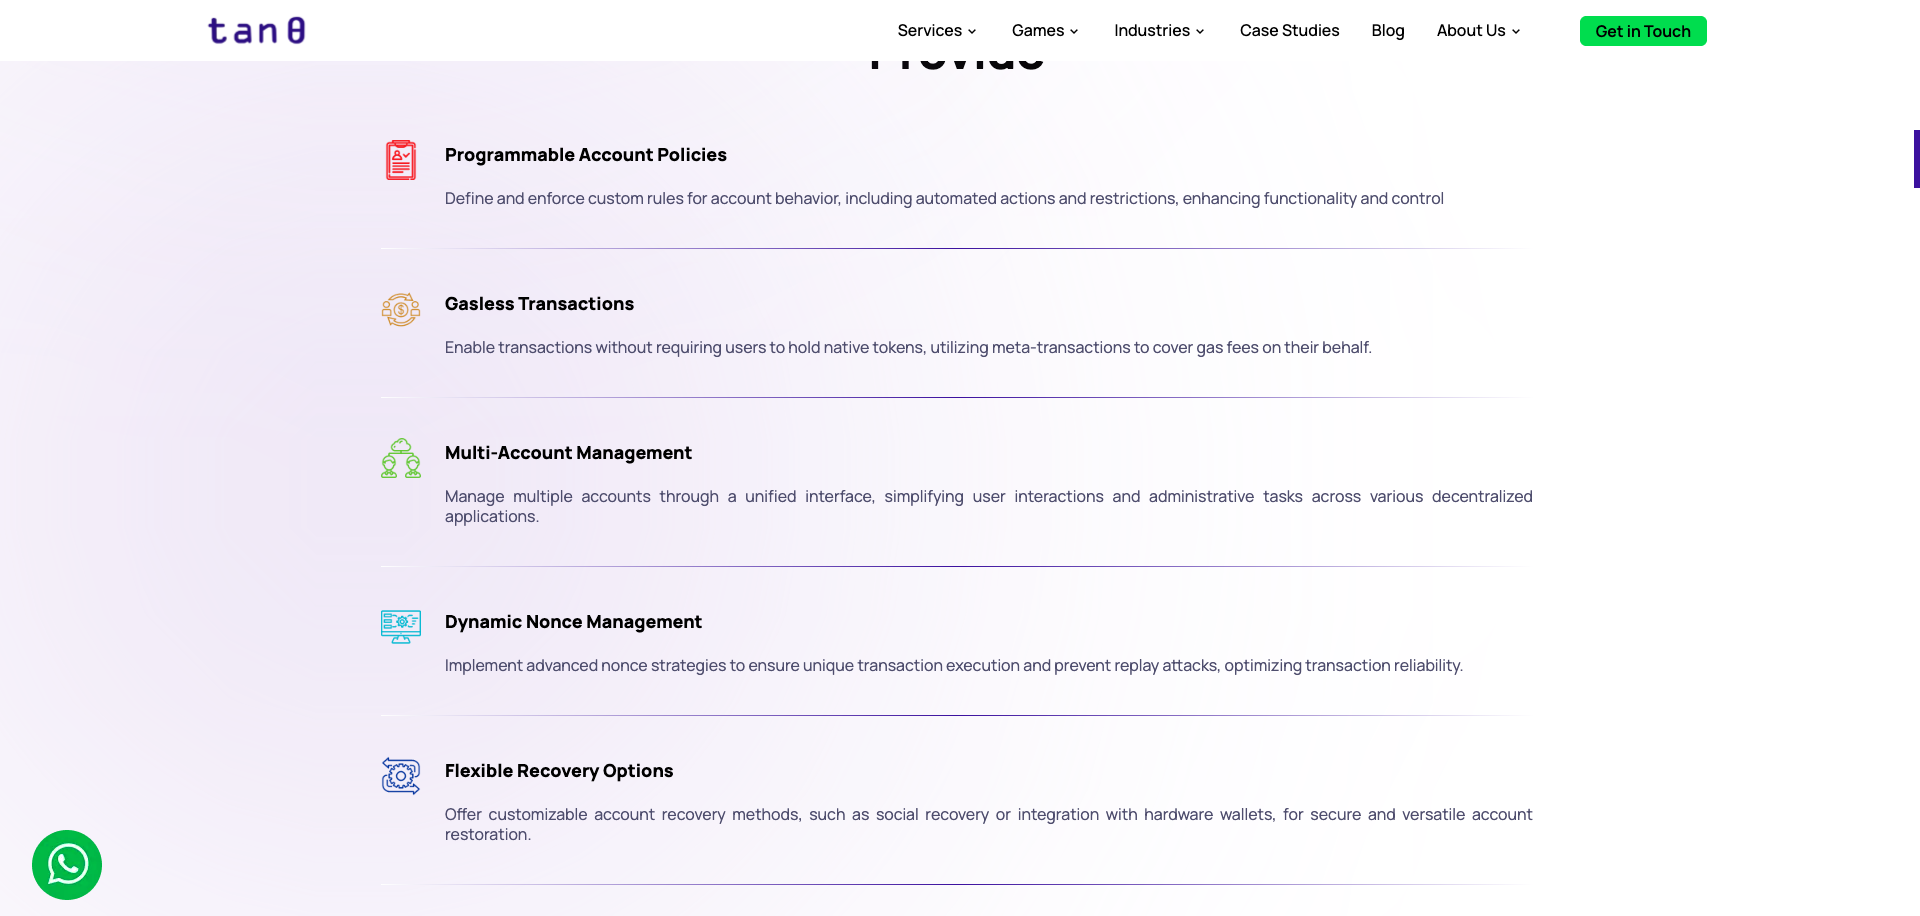 tan θ
Services
Games
Industries
Case Studies
Blog
About Us
Get in Touch
Programmable Account Policies
Define and enforce custom rules for account behavior, including automated actions and restrictions, enhancing functionality and control
Gasless Transactions
Enable transactions without requiring users to hold native tokens, utilizing meta-transactions to cover gas fees on their behalf.
Multi-Account Management
Manage multiple accounts through a unified interface, simplifying user interactions and administrative tasks across various decentralized
applications.
Dynamic Nonce Management
Implement advanced nonce strategies to ensure unique transaction execution and prevent replay attacks, optimizing transaction reliability.
Flexible Recovery Options
Offer customizable account recovery methods, such as social recovery or integration with hardware wallets, for secure and versatile account
restoration.